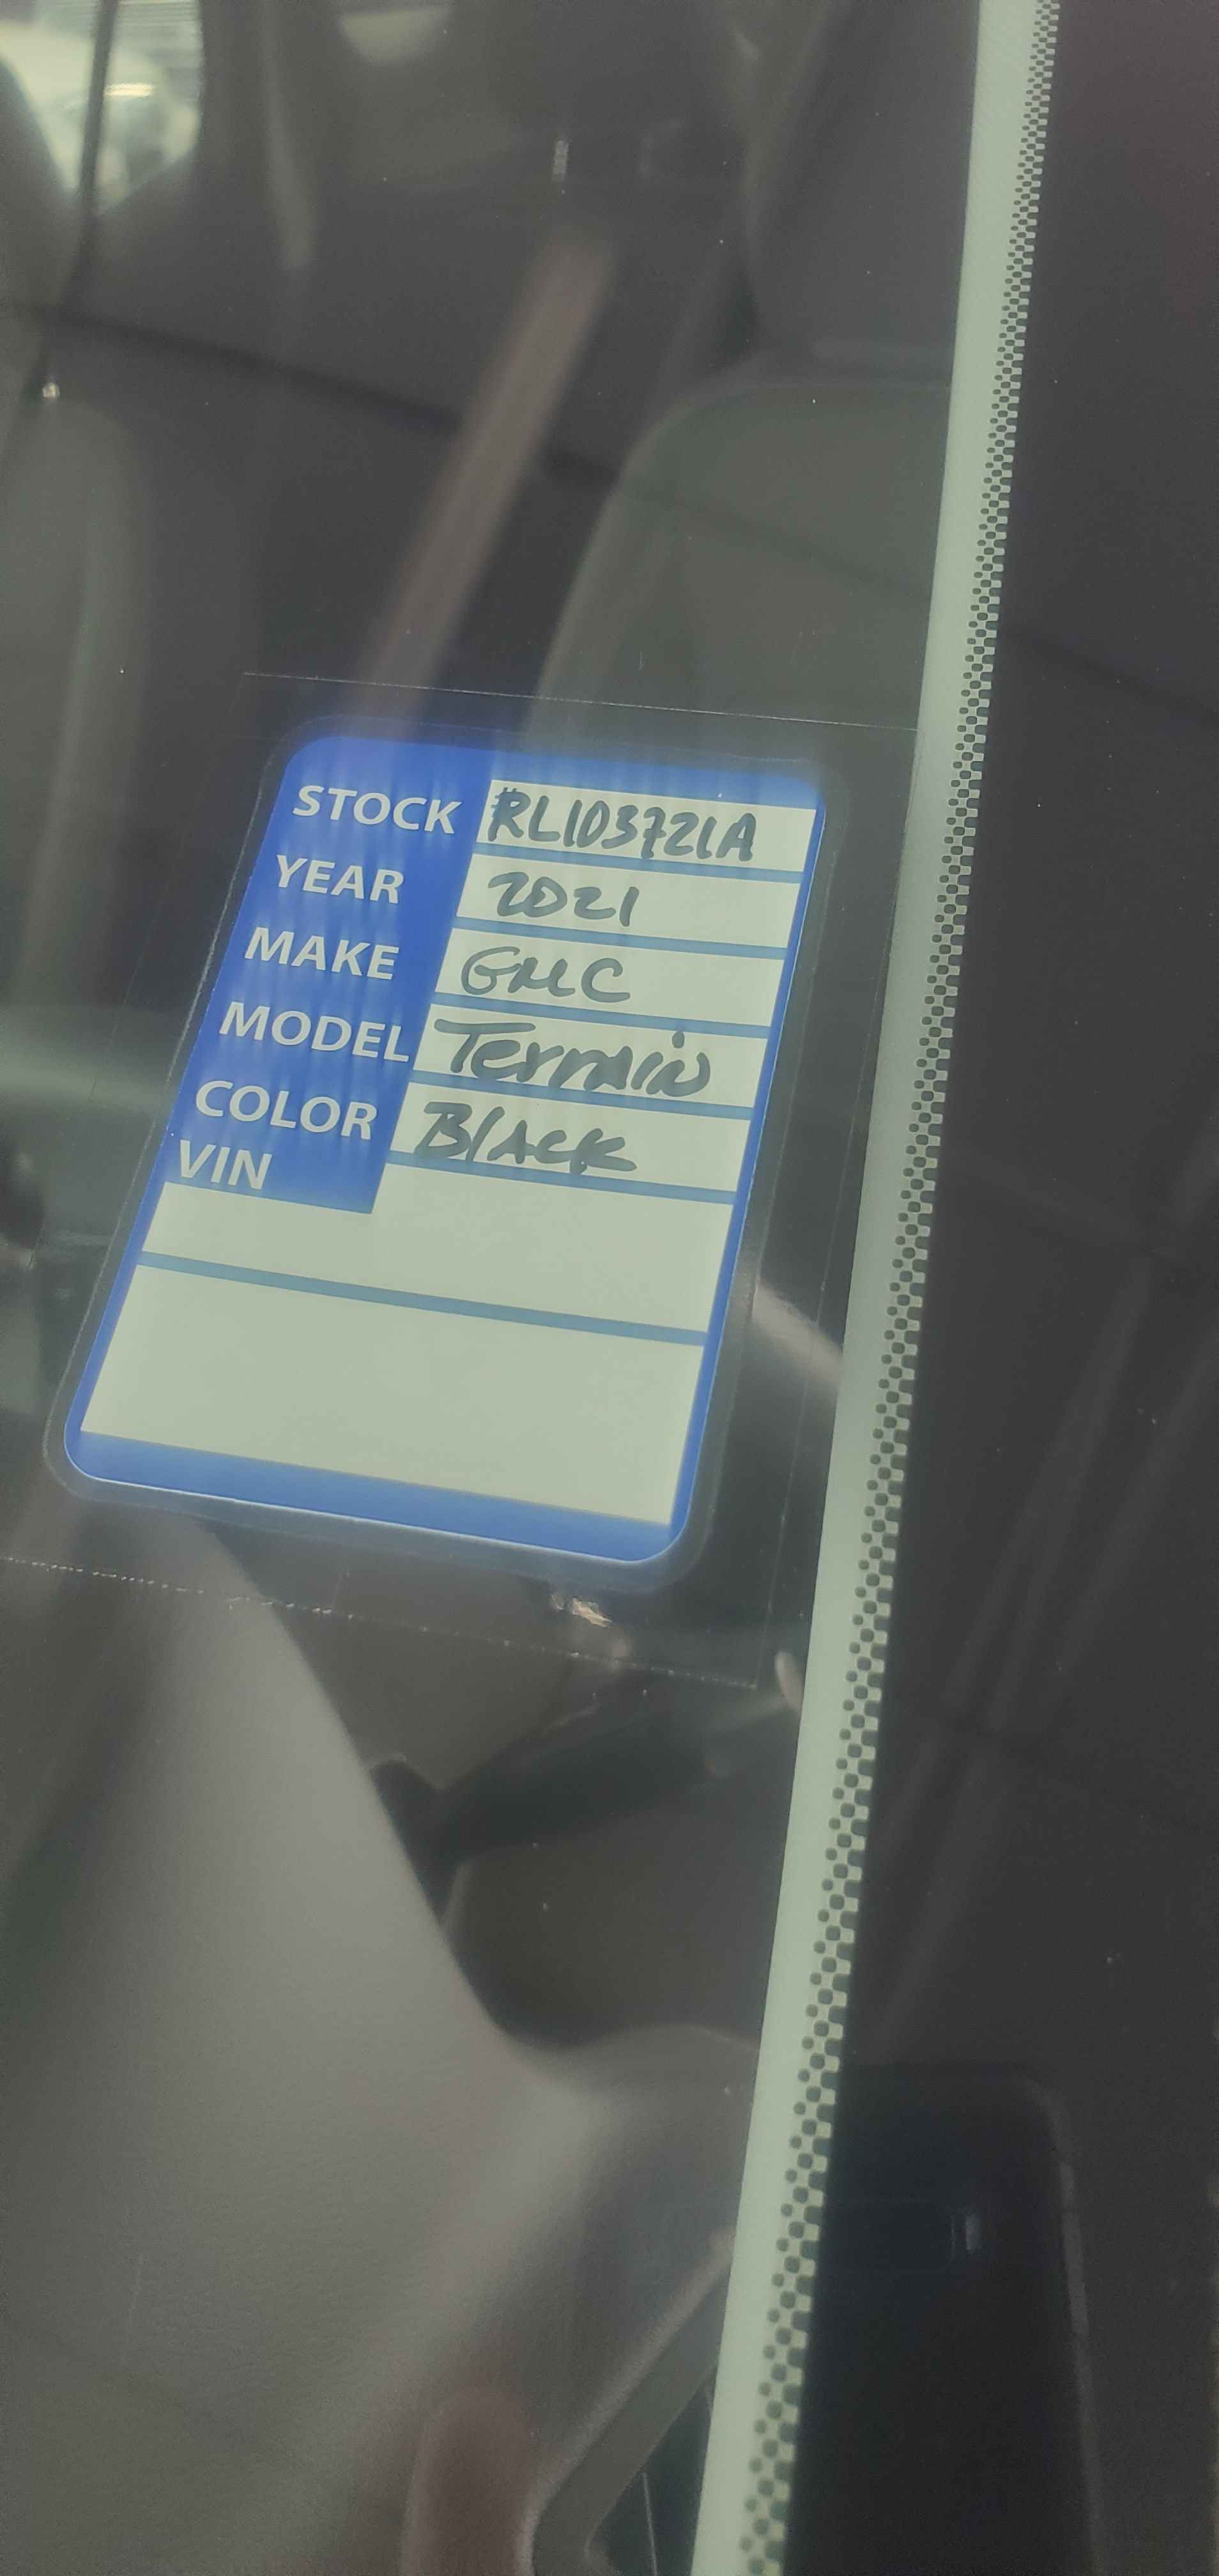 STOCK RL103721A
YEAR 2021
MAKE GMC
MODEL Terrain
COLOR Black
VIN